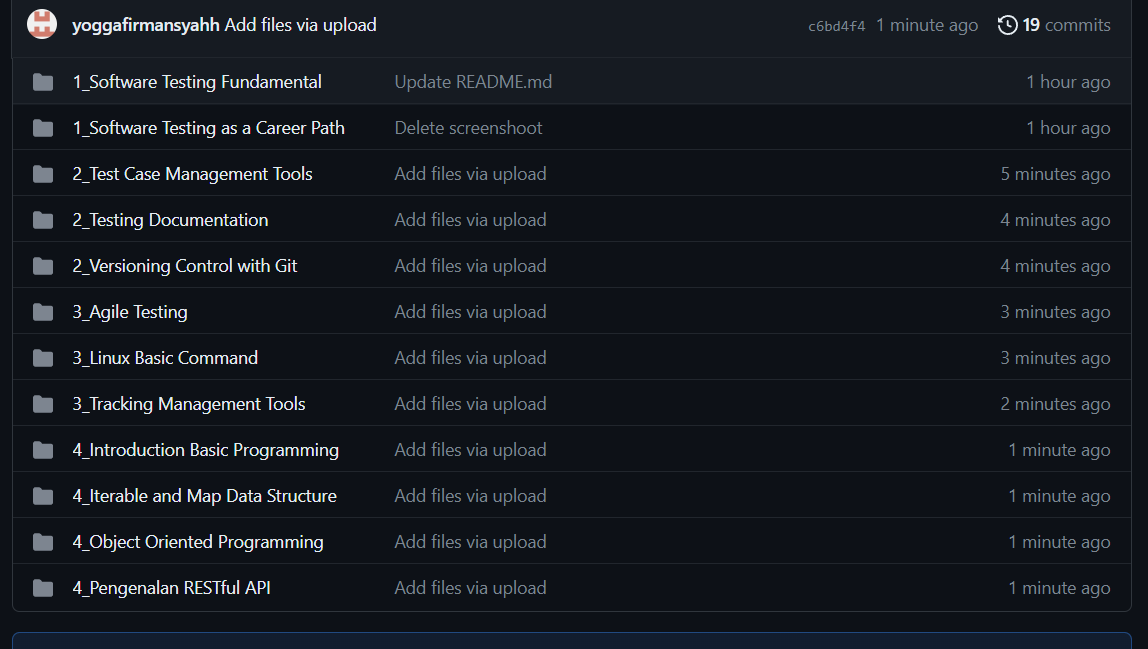 yoggafirmansyahh Add files via upload c6bd4f4 1 minute ago 19 commits
1_Software Testing Fundamental Update README.md 1 hour ago
1_Software Testing as a Career Path Delete screenshoot 1 hour ago
2_Test Case Management Tools Add files via upload 5 minutes ago
2_Testing Documentation Add files via upload 4 minutes ago
2_Versioning Control with Git Add files via upload 4 minutes ago
3_Agile Testing Add files via upload 3 minutes ago
3_Linux Basic Command Add files via upload 3 minutes ago
3_Tracking Management Tools Add files via upload 2 minutes ago
4_Introduction Basic Programming Add files via upload 1 minute ago
4_Iterable and Map Data Structure Add files via upload 1 minute ago
4_Object Oriented Programming Add files via upload 1 minute ago
4_Pengenalan RESTful API Add files via upload 1 minute ago